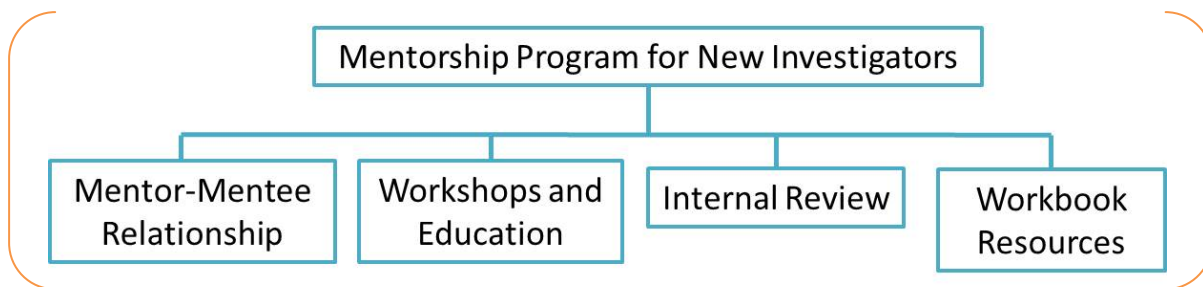 Mentorship Program for New Investigators
Mentor-Mentee
Relationship
Workshops and
Education
Internal Review
Workbook
Resources